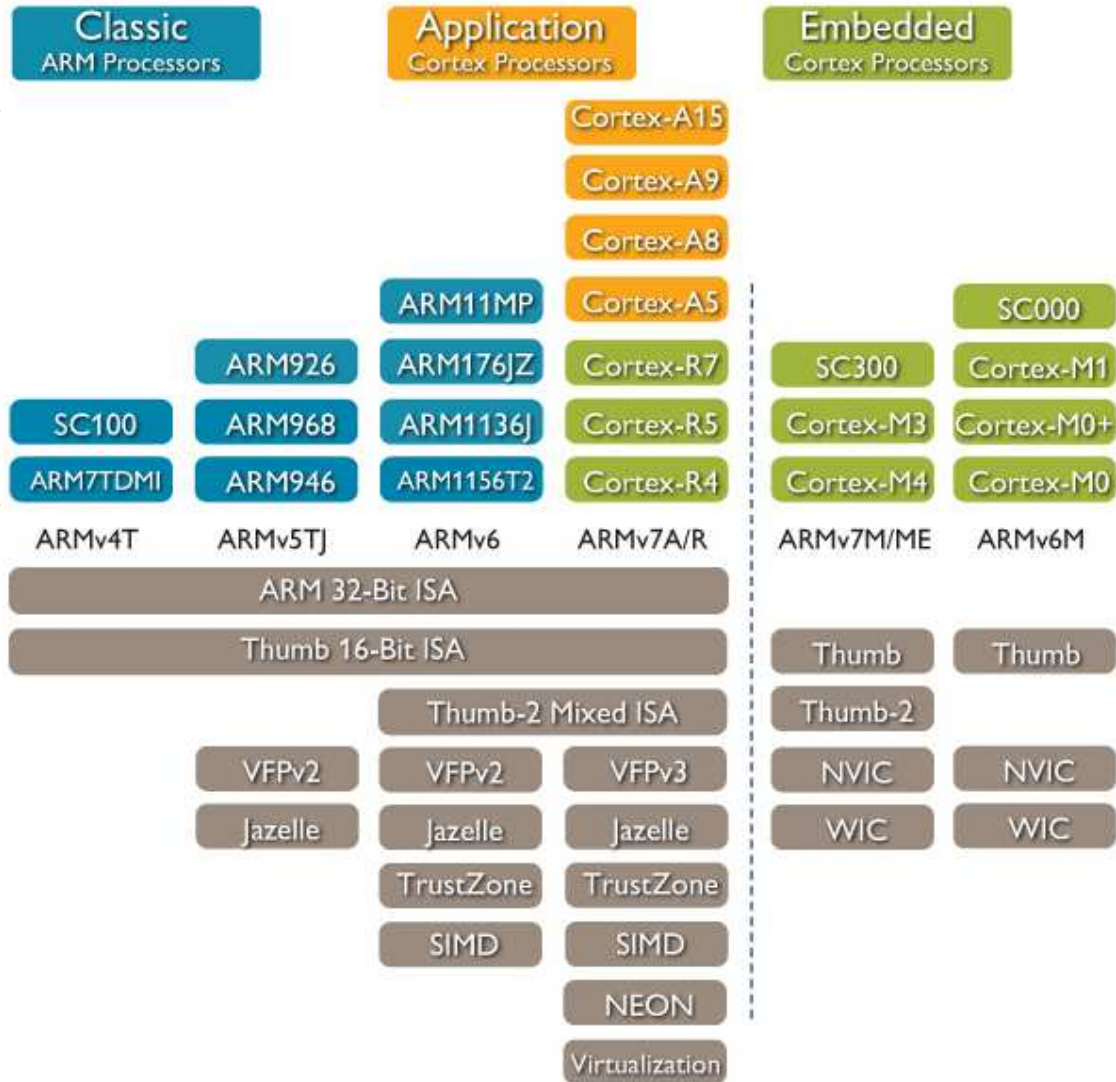 Classic
ARM Processors
Application
Cortex Processors
Embedded
Cortex Processors
Cortex-A15
Cortex-A9
Cortex-A8
ARM11MP
Cortex-A5
SC000
ARM926
ARM176JZ
Cortex-R7
SC300
Cortex-M1
SC100
ARM968
ARM1136J
Cortex-R5
Cortex-M3
Cortex-M0+
ARM7TDMI
ARM946
ARM1156T2
Cortex-R4
Cortex-M4
Cortex-M0
ARMv4T
ARMv5TJ
ARMv6
ARMv7A/R
ARMv7M/ME
ARMv6M
ARM 32-Bit ISA
Thumb 16-Bit ISA
Thumb
Thumb
Thumb-2 Mixed ISA
Thumb-2
VFPv2
VFPv2
VFPv3
NVIC
NVIC
Jazelle
Jazelle
Jazelle
WIC
WIC
TrustZone
TrustZone
SIMD
SIMD
NEON
Virtualization